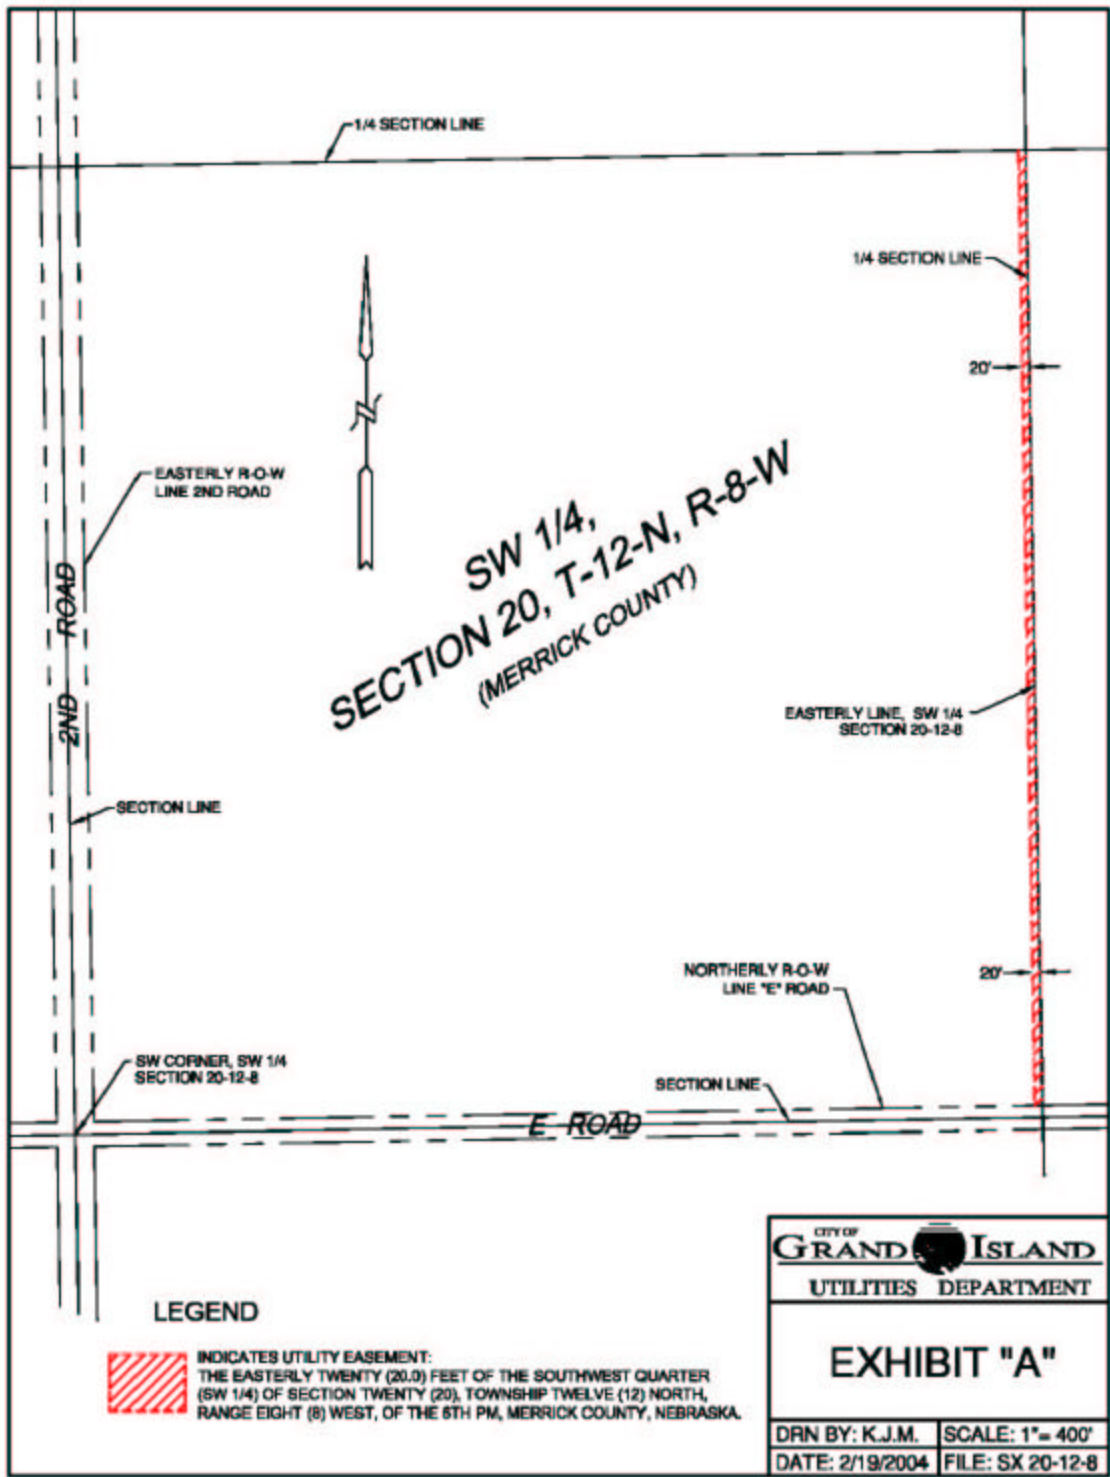 1/4 SECTION LINE
1/4 SECTION LINE
20'
EASTERLY R-O-W
LINE 2ND ROAD
SW 1/4,
SECTION 20, T-12-N, R-8-W
(MERRICK COUNTY)
2ND ROAD
EASTERLY LINE, SW 1/4
SECTION 20-12-8
SECTION LINE
NORTHERLY R-O-W
LINE "E" ROAD
20'
SW CORNER, SW 1/4
SECTION 20-12-8
SECTION LINE
E ROAD
CITY OF
GRAND ISLAND
UTILITIES DEPARTMENT
LEGEND
INDICATES UTILITY EASEMENT:
THE EASTERLY TWENTY (20.0) FEET OF THE SOUTHWEST QUARTER
(SW 1/4) OF SECTION TWENTY (20), TOWNSHIP TWELVE (12) NORTH,
RANGE EIGHT (8) WEST, OF THE 6TH PM, MERRICK COUNTY, NEBRASKA.
EXHIBIT "A"
DRN BY: K.J.M.
SCALE: 1"= 400'
DATE: 2/19/2004
FILE: SX 20-12-8